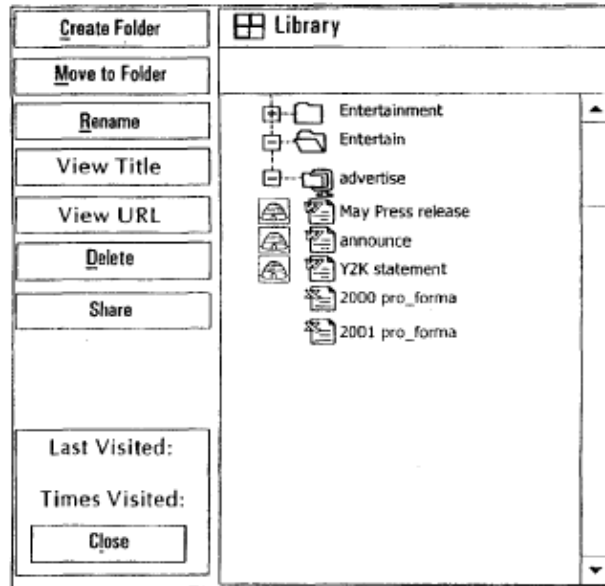 Create Folder
Move to Folder
Rename
View Title
View URL
Delete
Share
Last Visited:
Times Visited:
Close
Library
Entertainment
Entertain
advertise
May Press release
announce
Y2K statement
2000 pro_forma
2001 pro_forma